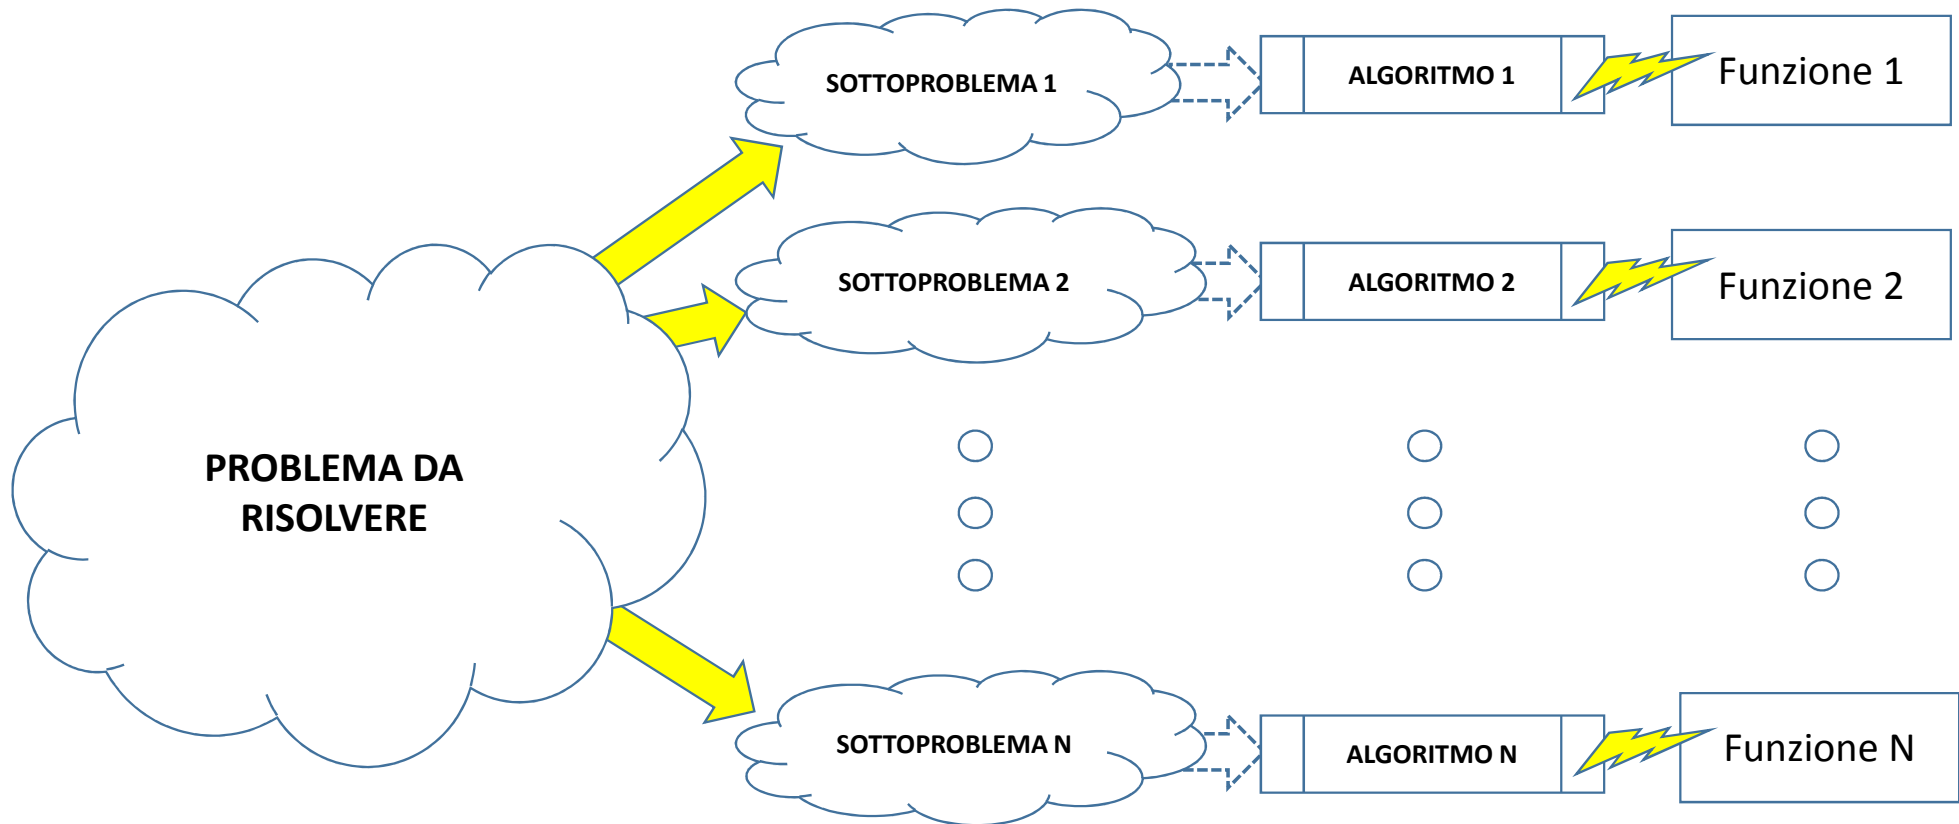 SOTTOPROBLEMA 1
ALGORITMO 1
Funzione 1
SOTTOPROBLEMA 2
ALGORITMO 2
Funzione 2
PROBLEMA DA
RISOLVERE
SOTTOPROBLEMA N
ALGORITMO N
Funzione N